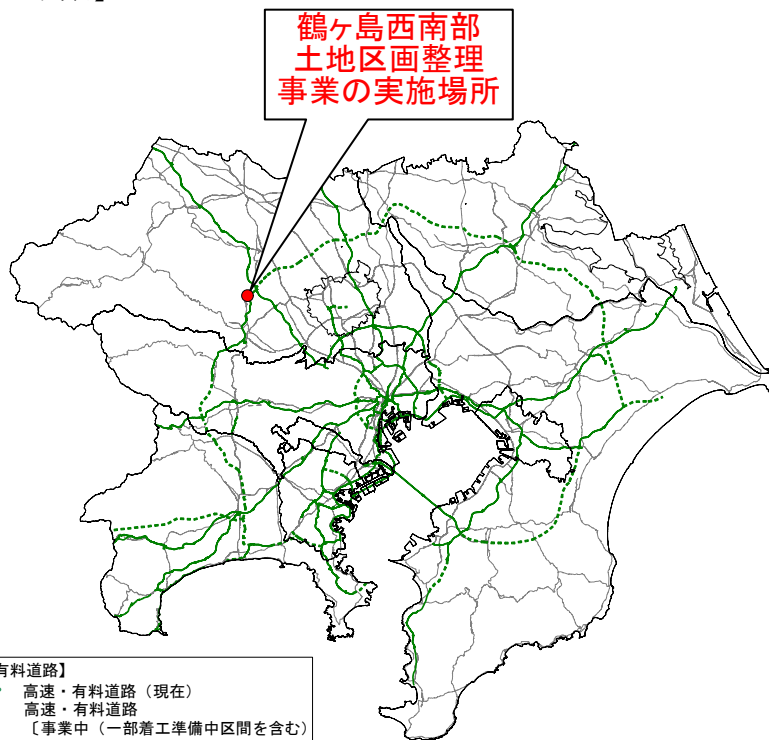 鶴ヶ島西南部
土地区画整理
事業の実施場所
有料道路】
高速・有料道路（現在）
高速・有料道路
〔事業中（一部着工準備中区間を含む）